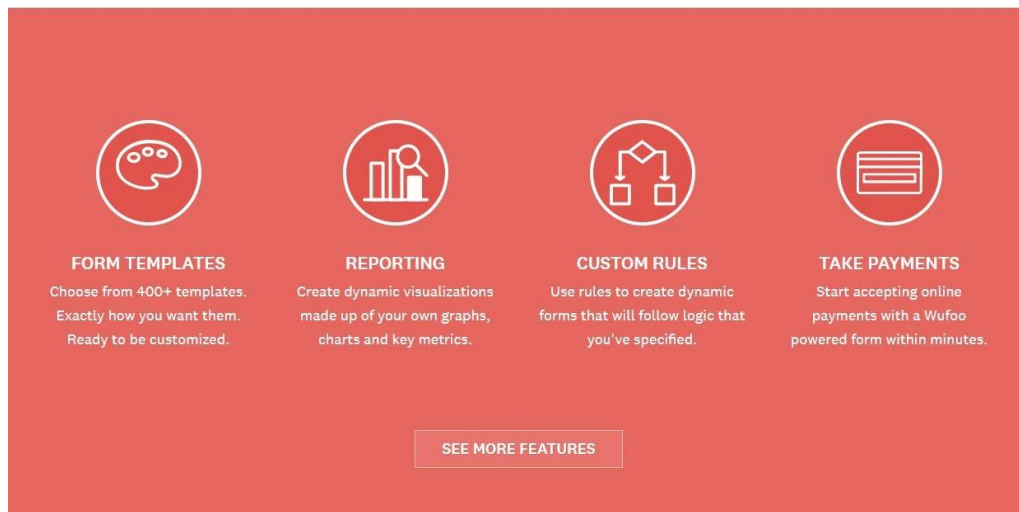 FORM TEMPLATES
Choose from 400+ templates.
Exactly how you want them.
Ready to be customized.
REPORTING
Create dynamic visualizations
made up of your own graphs,
charts and key metrics.
CUSTOM RULES
Use rules to create dynamic
forms that will follow logic that
you've specified.
TAKE PAYMENTS
Start accepting online
payments with a Wufoo
powered form within minutes.
SEE MORE FEATURES